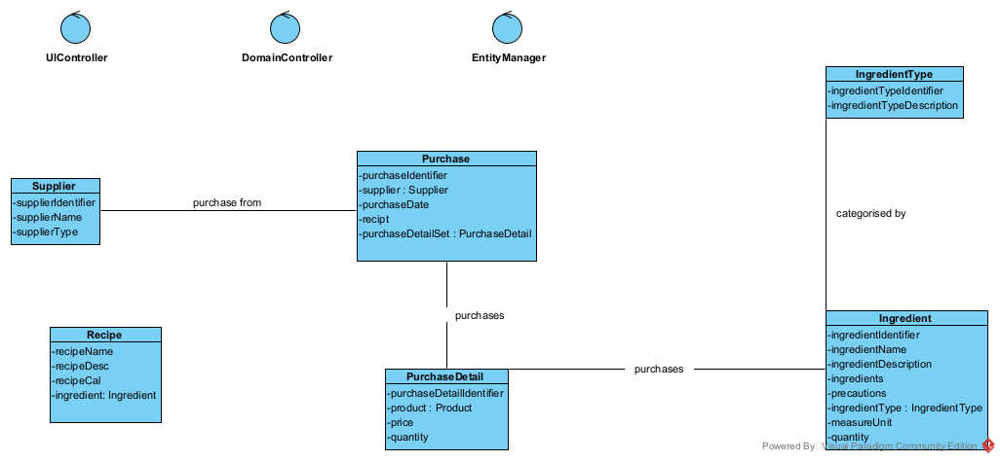 UIController
DomainController
EntityManager
IngredientType
-ingredientTypeIdentifier
-imgredientTypeDescription
Purchase
-purchaseIdentifier
-supplier : Supplier
-purchaseDate
-recipt
-purchaseDetailSet : PurchaseDetail
Supplier
-supplierIdentifier
-supplierName
-supplierType
purchase from
categorised by
purchases
Recipe
-recipeName
-recipeDesc
-recipeCal
-ingredient: Ingredient
PurchaseDetail
-purchaseDetailIdentifier
-product : Product
-price
-quantity
purchases
Ingredient
-ingredientIdentifier
-ingredientName
-ingredientDescription
-ingredients
-precautions
-ingredientType : IngredientType
-measureUnit
-quantity
Powered By Visual Paradigm Community Edition